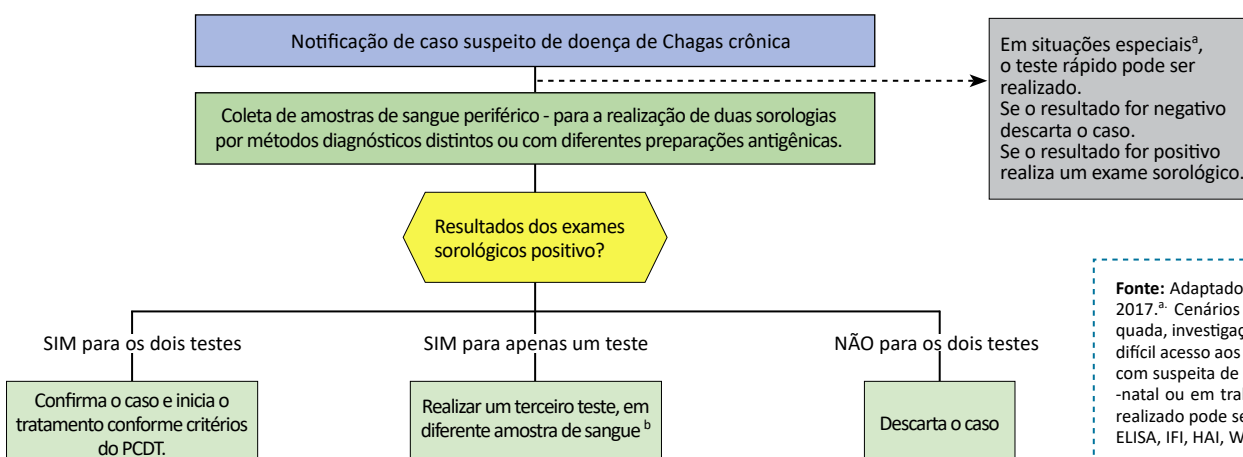 Notificação de caso suspeito de doença de Chagas crônica
Em situações especiaisᵃ,
o teste rápido pode ser
realizado.
Se o resultado for negativo
descarta o caso.
Se o resultado for positivo
realiza um exame sorológico.
Coleta de amostras de sangue periférico - para a realização de duas sorologias
por métodos diagnósticos distintos ou com diferentes preparações antigênicas.
Resultados dos exames
sorológicos positivo?
SIM para os dois testes
SIM para apenas um teste
NÃO para os dois testes
Confirma o caso e inicia o
tratamento conforme critérios
do PCDT.
Realizar um terceiro teste, em
diferente amostra de sangue ᵇ
Descarta o caso
Fonte: Adaptado
2017.ᵃ· Cenários
quada, investigaç
difícil acesso aos
com suspeita de
-natal ou em tra
realizado pode se
ELISA, IFI, HAI, W